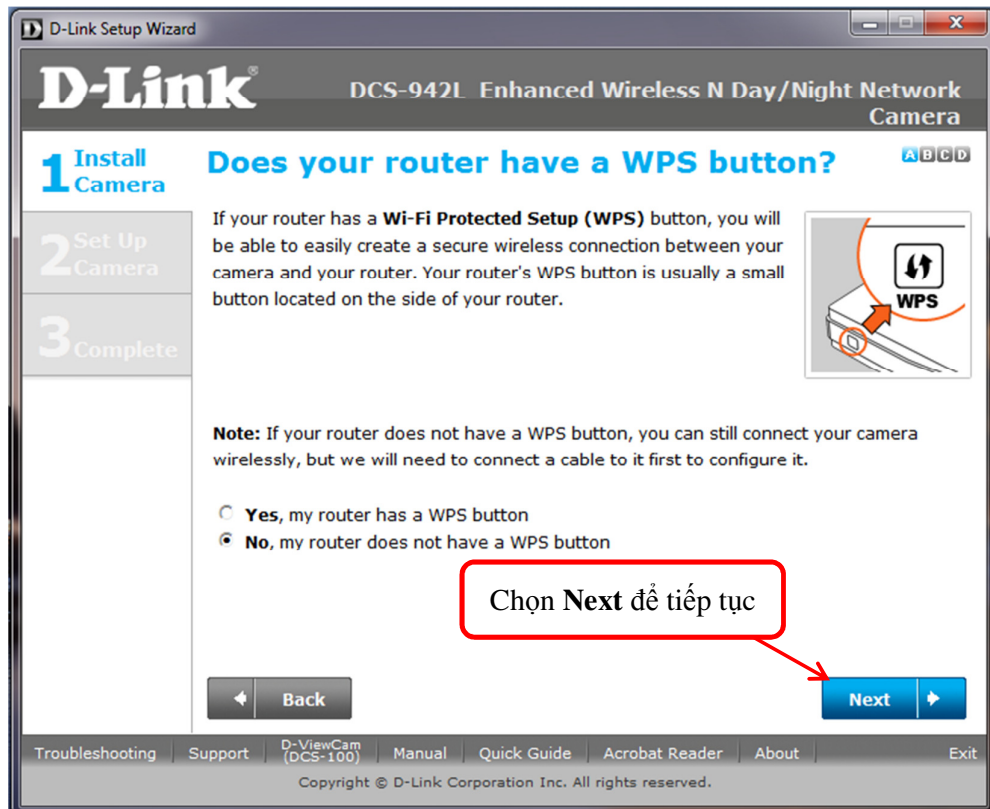 D-Link Setup Wizard
D-Link®
DCS-942L Enhanced Wireless N Day/Night Network
Camera
1 Install
Camera
Does your router have a WPS button?
A B C D
2 Set Up
Camera
3 Complete
If your router has a Wi-Fi Protected Setup (WPS) button, you will
be able to easily create a secure wireless connection between your
camera and your router. Your router's WPS button is usually a small
button located on the side of your router.
WPS
Note: If your router does not have a WPS button, you can still connect your camera
wirelessly, but we will need to connect a cable to it first to configure it.
Yes, my router has a WPS button
No, my router does not have a WPS button
Chọn Next để tiếp tục
Back
Next
Troubleshooting Support D-ViewCam
(DCS-100) Manual Quick Guide Acrobat Reader About Exit
Copyright © D-Link Corporation Inc. All rights reserved.